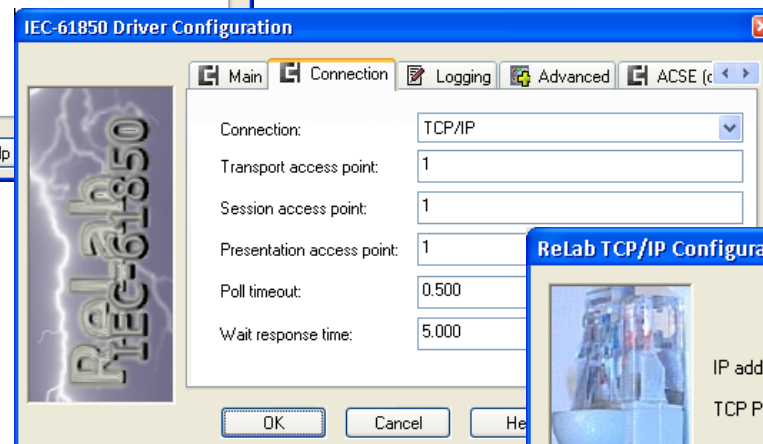 IEC-61850 Driver Configuration
Main Connection Logging Advanced ACSE (c
Connection: TCP/IP
Transport access point: 1
Session access point: 1
Presentation access point: 1
Poll timeout: 0.500
Wait response time: 5.000
OK Cancel He
ReLab
IEC-61850
lp
ReLab TCP/IP Configura
IP add
TCP P